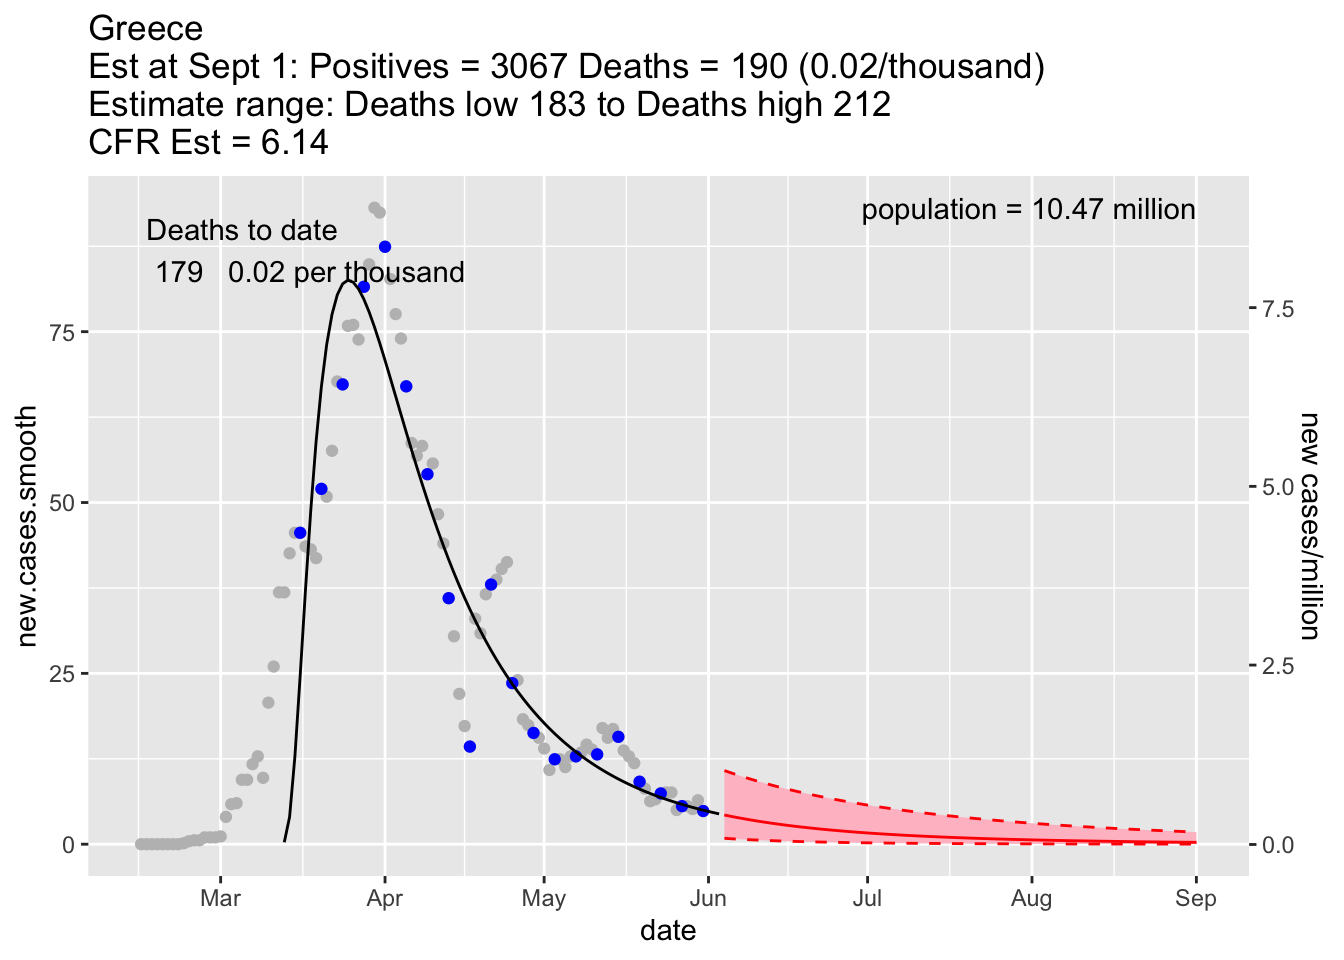 Greece
Est at Sept 1: Positives = 3067 Deaths = 190 (0.02/thousand)
Estimate range: Deaths low 183 to Deaths high 212
CFR Est = 6.14
population = 10.47 million
Deaths to date
179 0.02 per thousand
new.cases.smooth
75
50
25
0
7.5
5.0
2.5
0.0
new cases/million
Mar Apr May Jun Jul Aug Sep
date